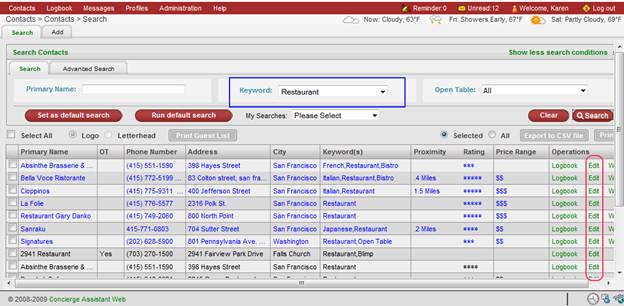 Contacts Logbook Messages Profiles Administration Help Reminder:0 Unread:12 Welcome, Karen Log out
Contacts > Contacts > Search Now: Cloudy, 63°F Fri: Showers Early, 67°F Sat: Partly Cloudy, 69°F
Search Add
Search Contacts Show less search conditions
Search Advanced Search
Primary Name: Keyword: Restaurant Open Table: All
Set as default search Run default search My Searches: Please Select Clear Search
Select All Logo Letterhead Print Guest List Selected All Export to CSV file
Primary Name OT Phone Number Address City Keyword(s) Proximity Rating Price Range Operations
Absinthe Brasserie & ... (415) 551-1590 398 Hayes Street San Francisco French,Restaurant,Bistro *** Logbook Edit
Bella Voce Ristorante (415) 772-5199 ... 83 Colton street, san fra... San Francisco Italian,Restaurant,Bistro .4 Miles ***** $$ Logbook Edit
Cioppinos (415) 775-9311 ... 400 Jefferson Street San Francisco Italian,Restaurant 1.5 Miles ***** $$$ Logbook Edit
La Folie (415) 776-5577 2316 Polk St. San Francisco Restaurant ***** $$$ Logbook Edit
Restaurant Gary Danko (415) 749-2060 800 North Point San Francisco Restaurant ***** $$$ Logbook Edit
Sanraku 415-771-0803 704 Sutter Street San Francisco Japanese,Restaurant .2 Miles ***** $$ Logbook Edit
Signatures (202) 628-5900 801 Pennsylvania Ave. ... Washington Restaurant,Open Table *** $$ Logbook Edit
2941 Restaurant Yes (703) 270-1500 2941 Fairview Park Drive Falls Church Restaurant,Blimp Logbook Edit
Absinthe Brasserie & ... (415) 551-1590 398 Hayes Street San Francisco Restaurant **** Logbook Edit
© 2008-2009 Concierge Assistant Web